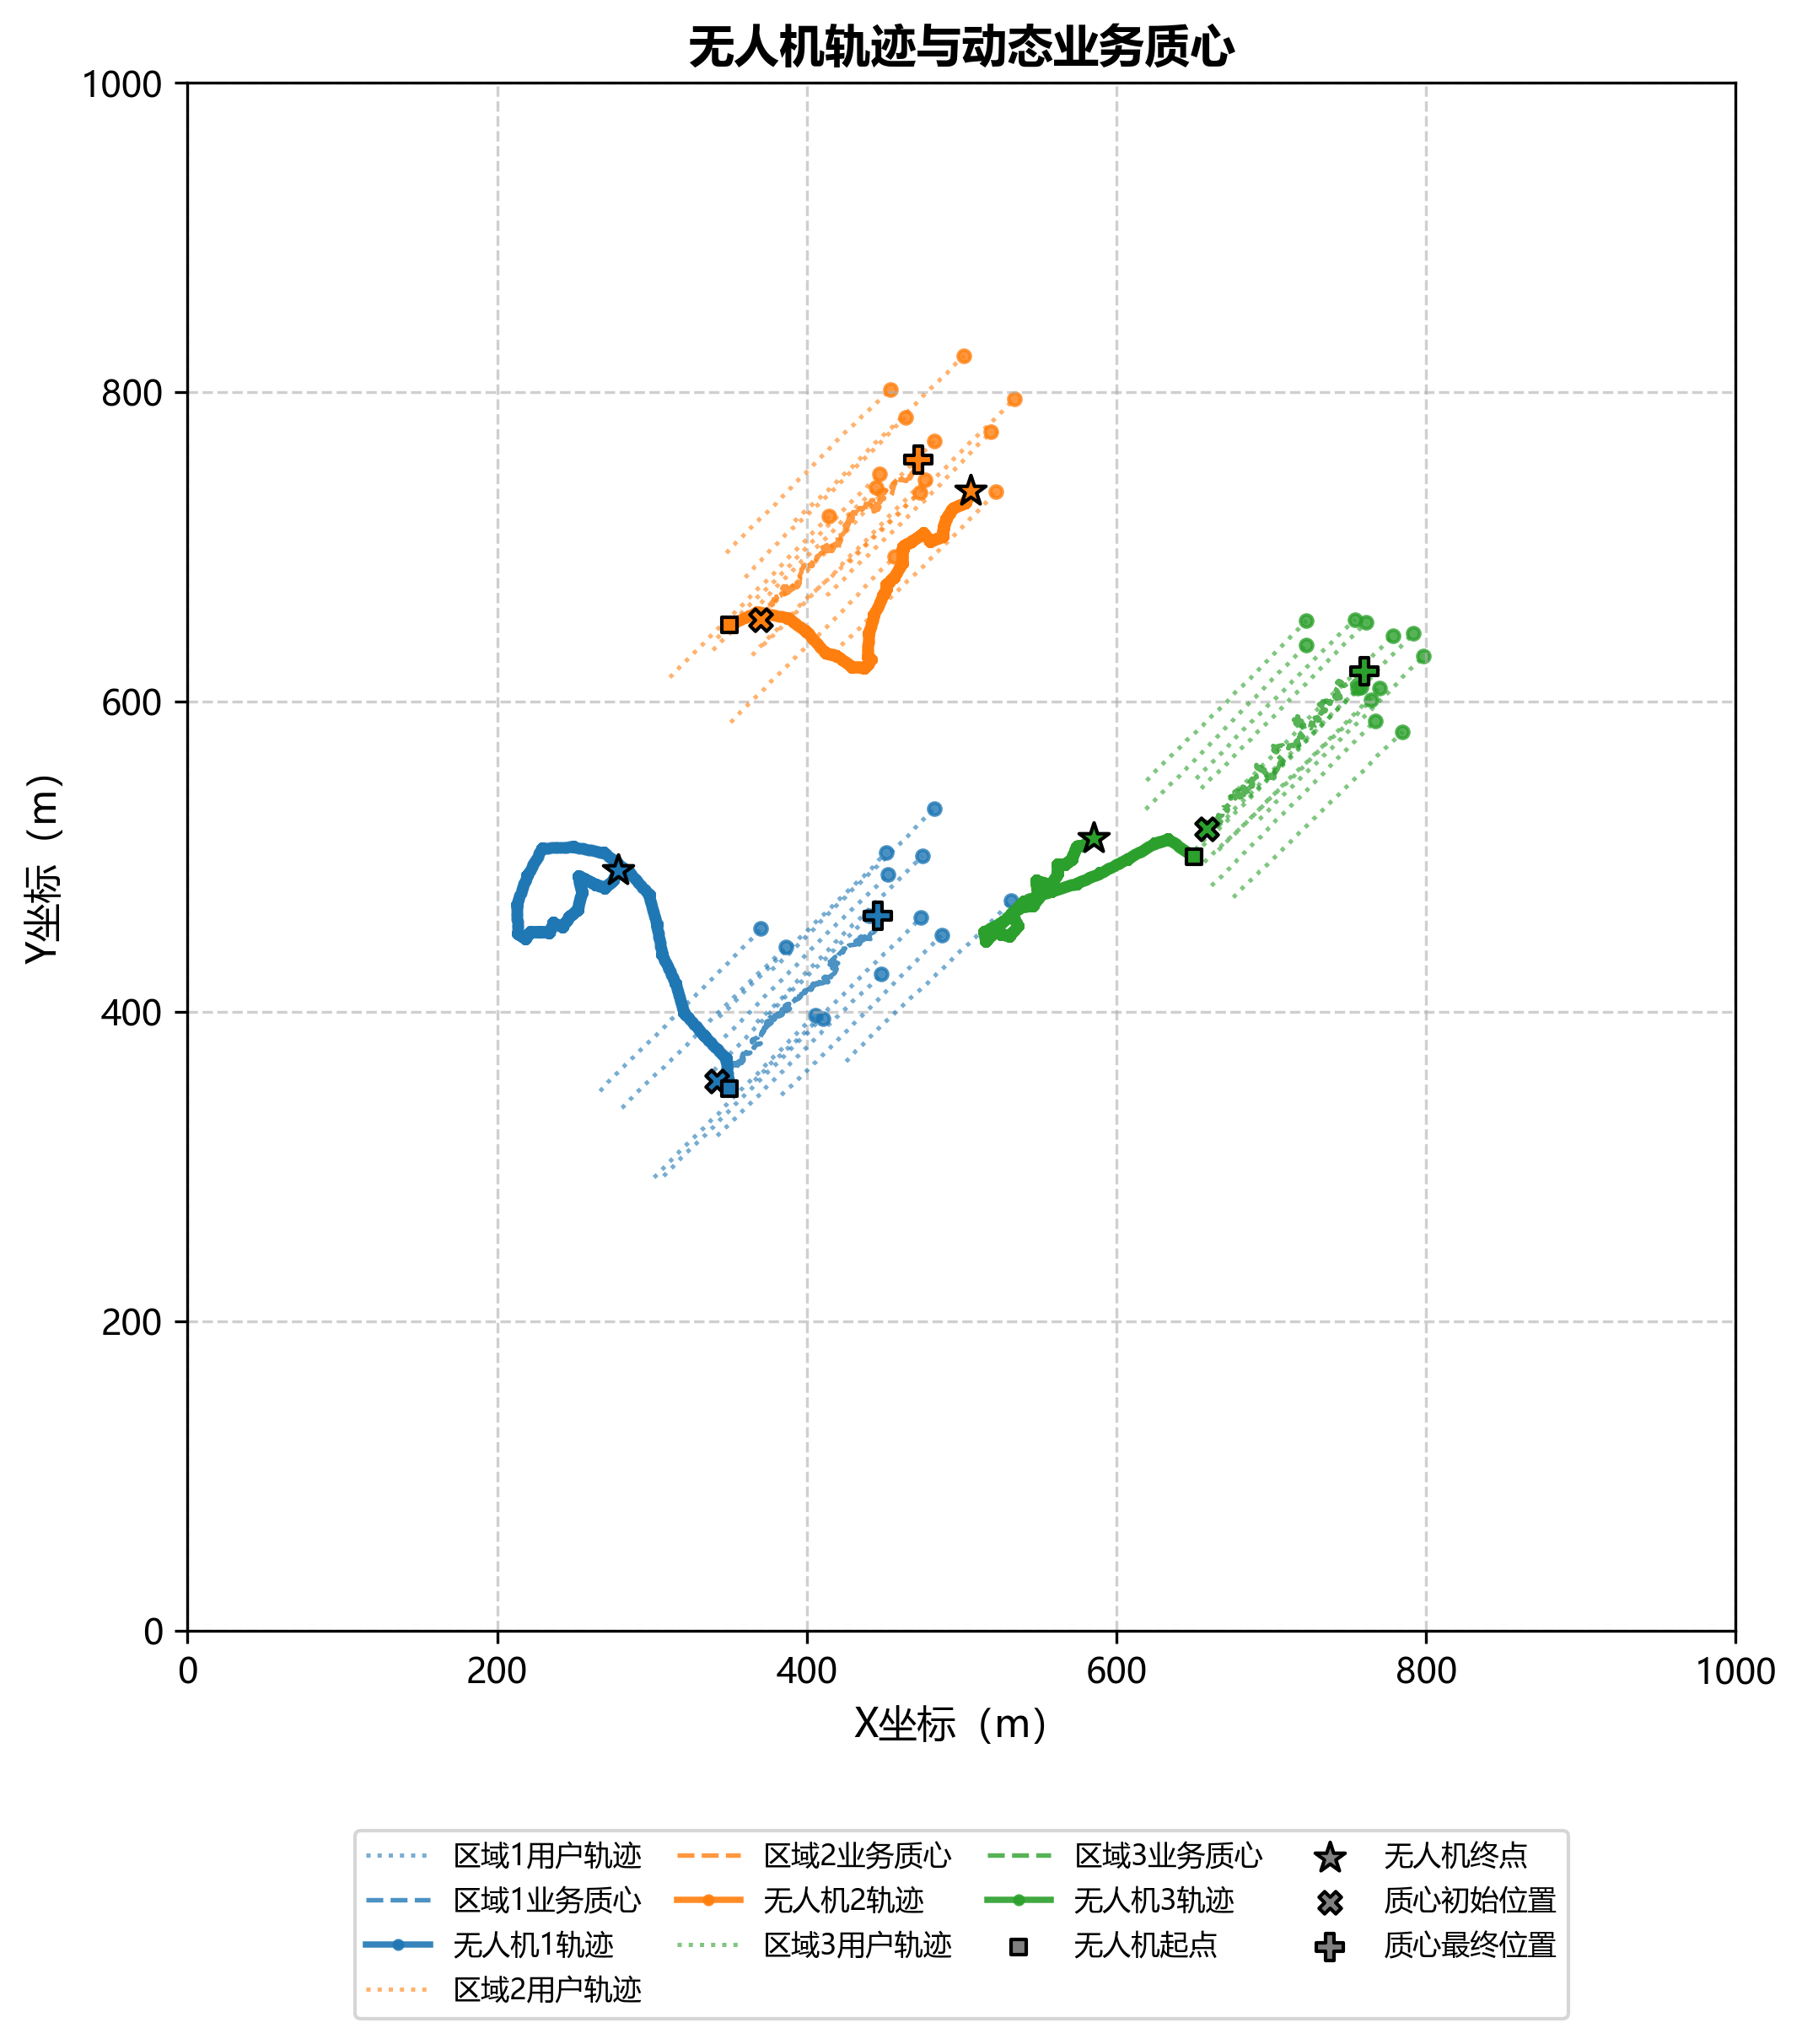 无人机轨迹与动态业务质心
1000
800
600
400
200
0
Y坐标（m）
0 200 400 600 800 1000
X坐标（m）
区域1用户轨迹
区域1业务质心
无人机1轨迹
区域2用户轨迹
区域2业务质心
无人机2轨迹
区域3用户轨迹
区域3业务质心
无人机3轨迹
无人机起点
无人机终点
质心初始位置
质心最终位置